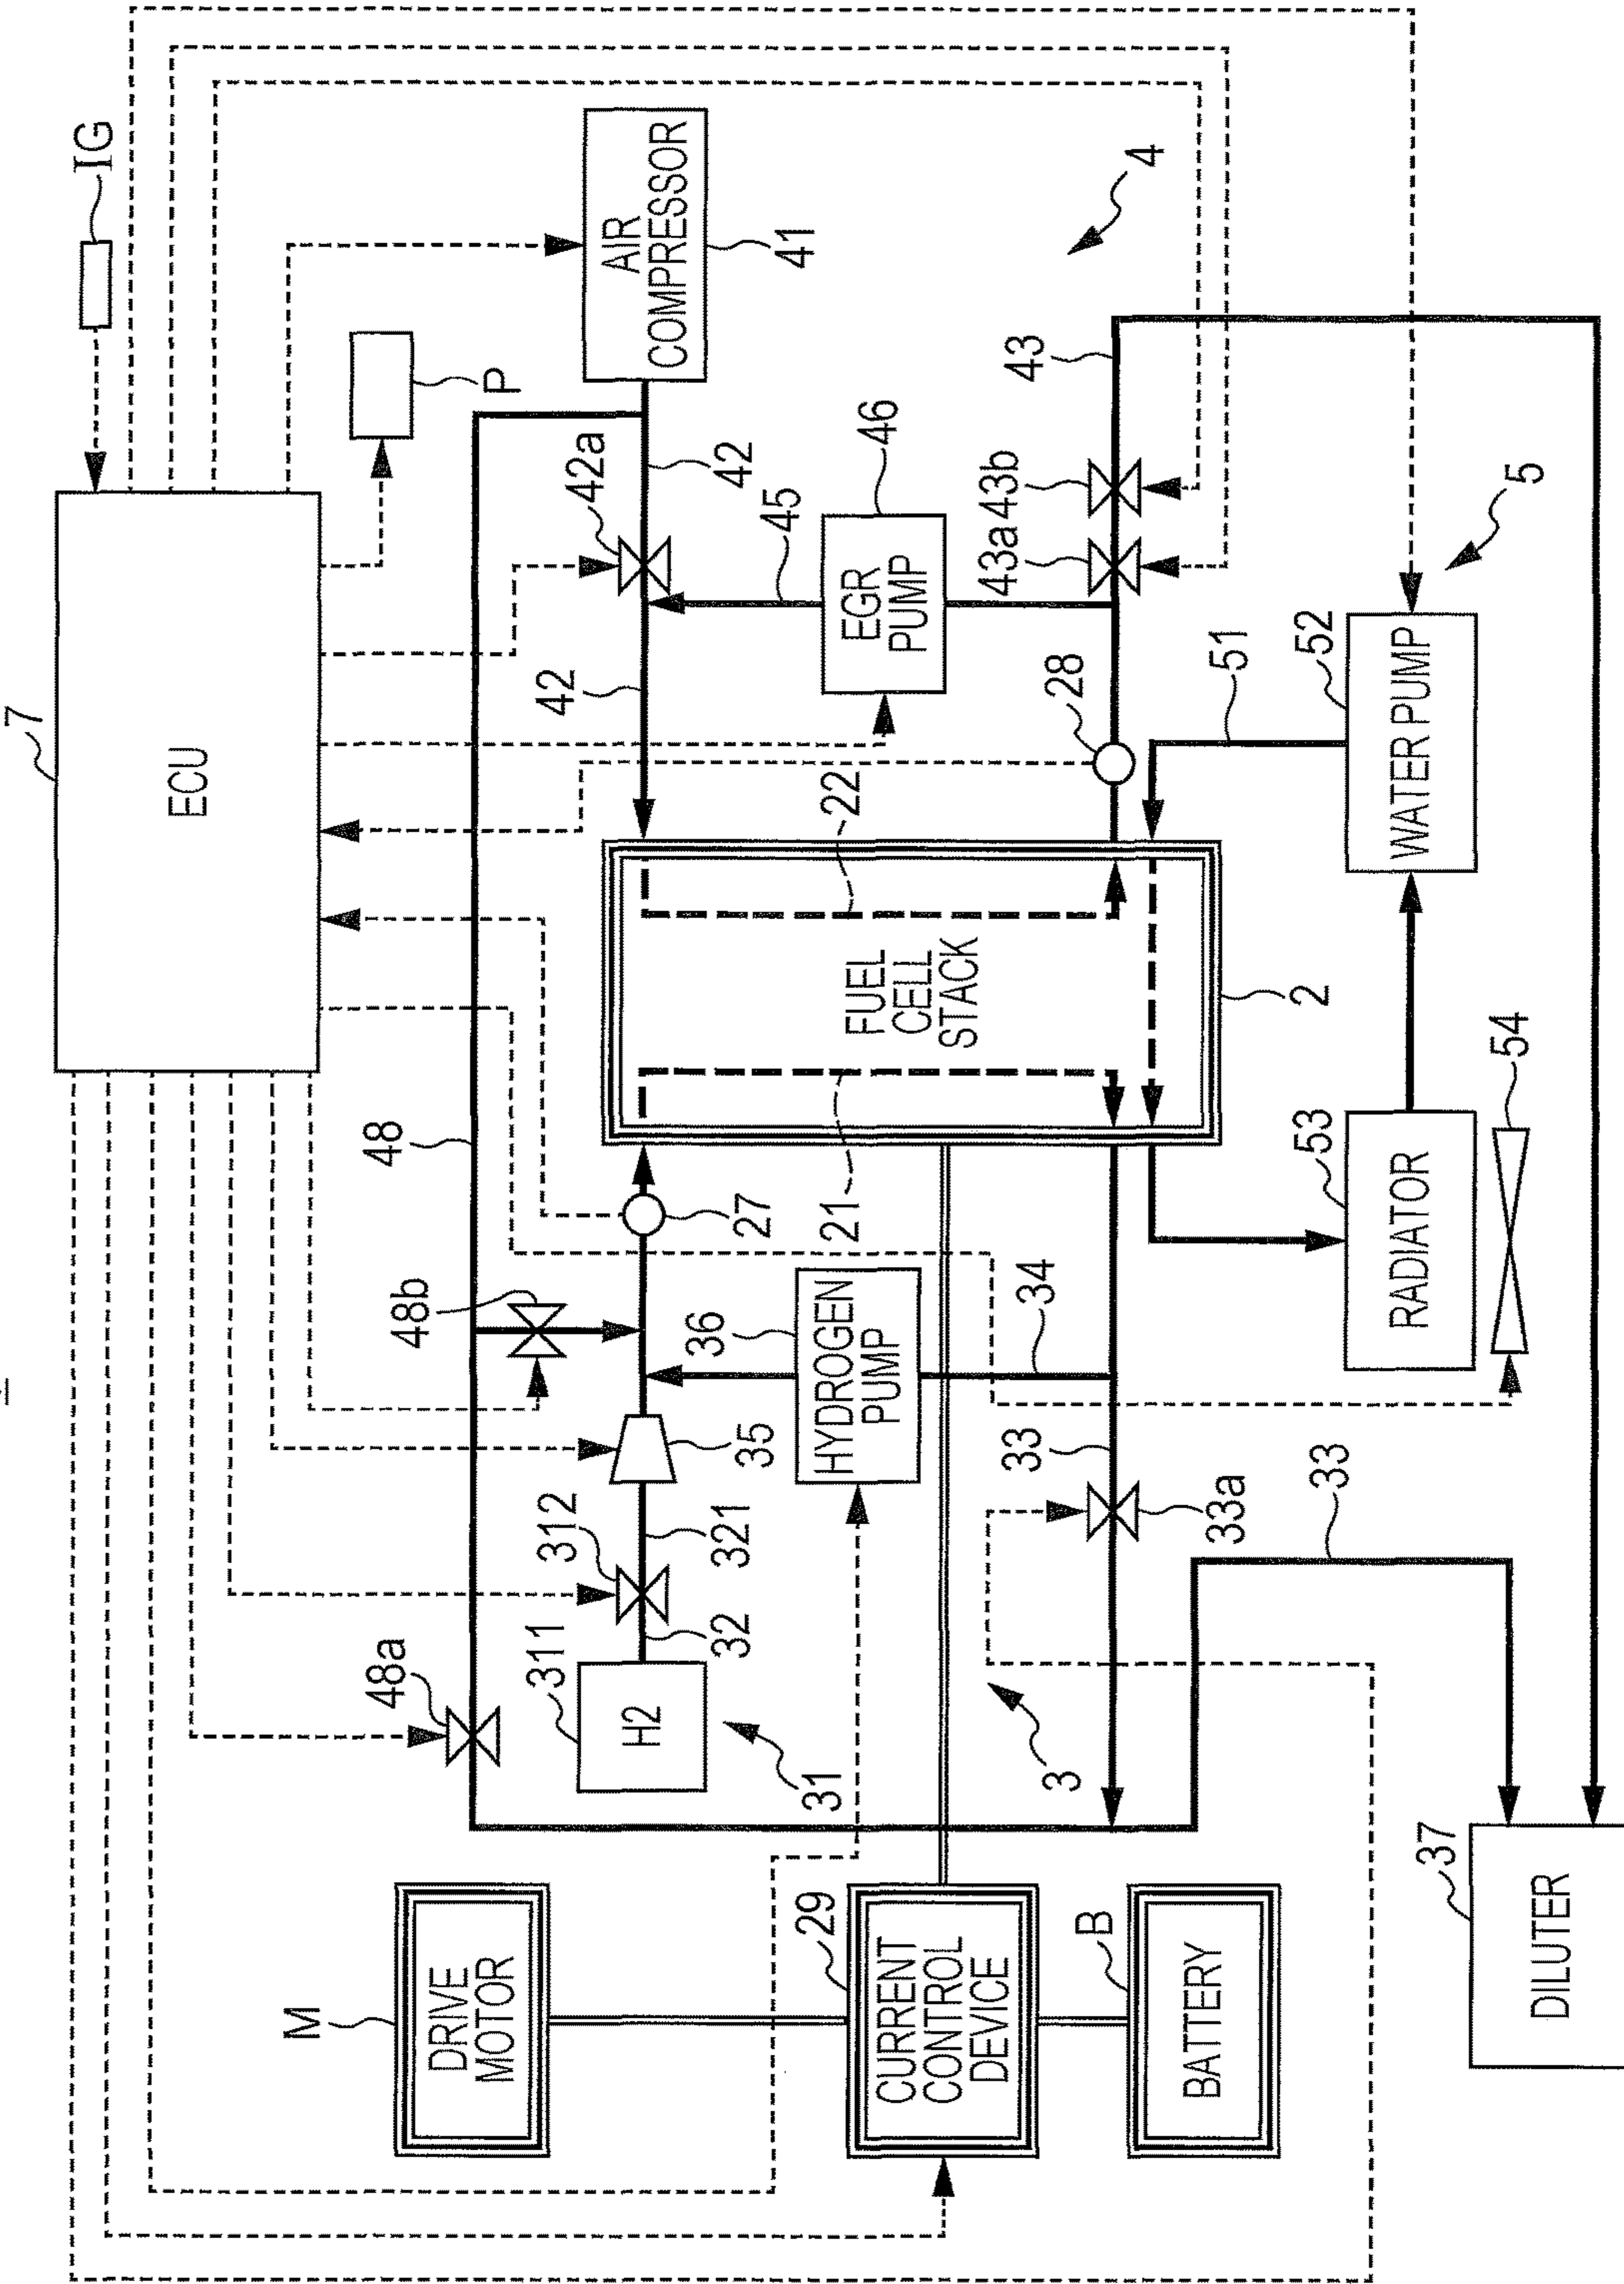 7
IG
ECU
M
48a
48
48b
P
DRIVE
MOTOR
311
312
42
42a
H2
AIR
COMPRESSOR
32
321
27
42
36
35
45
41
29
31
21
22
HYDROGEN
PUMP
FUEL
CELL
STACK
EGR
PUMP
46
CURRENT
CONTROL
DEVICE
33
34
43a
43b
43
3
28
B
4
BATTERY
33a
51
33
53
2
52
RADIATOR
WATER PUMP
37
54
5
DILUTER